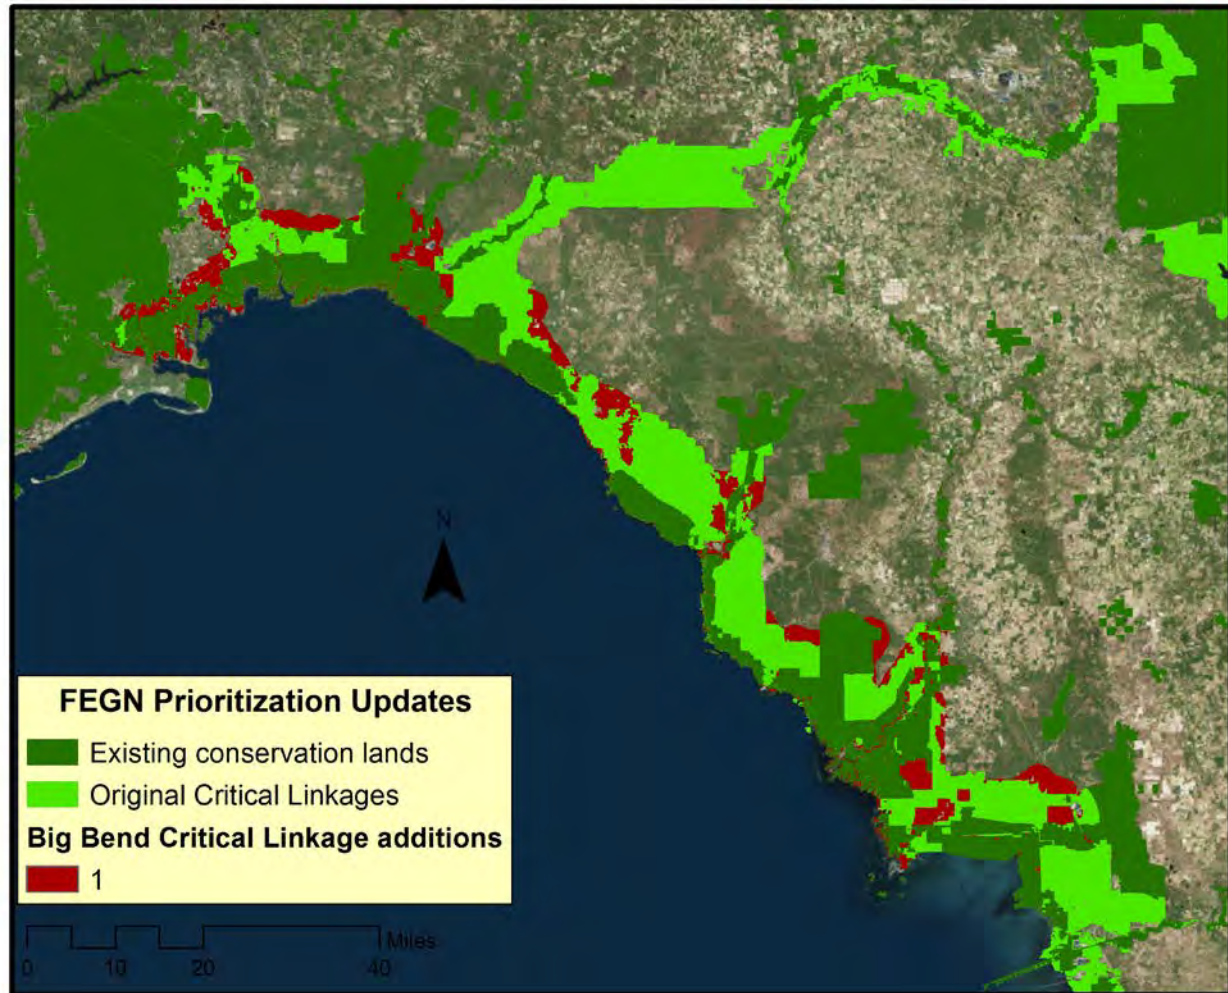 N
FEGN Prioritization Updates
Existing conservation lands
Original Critical Linkages
Big Bend Critical Linkage additions
1
Miles
0 10 20 40